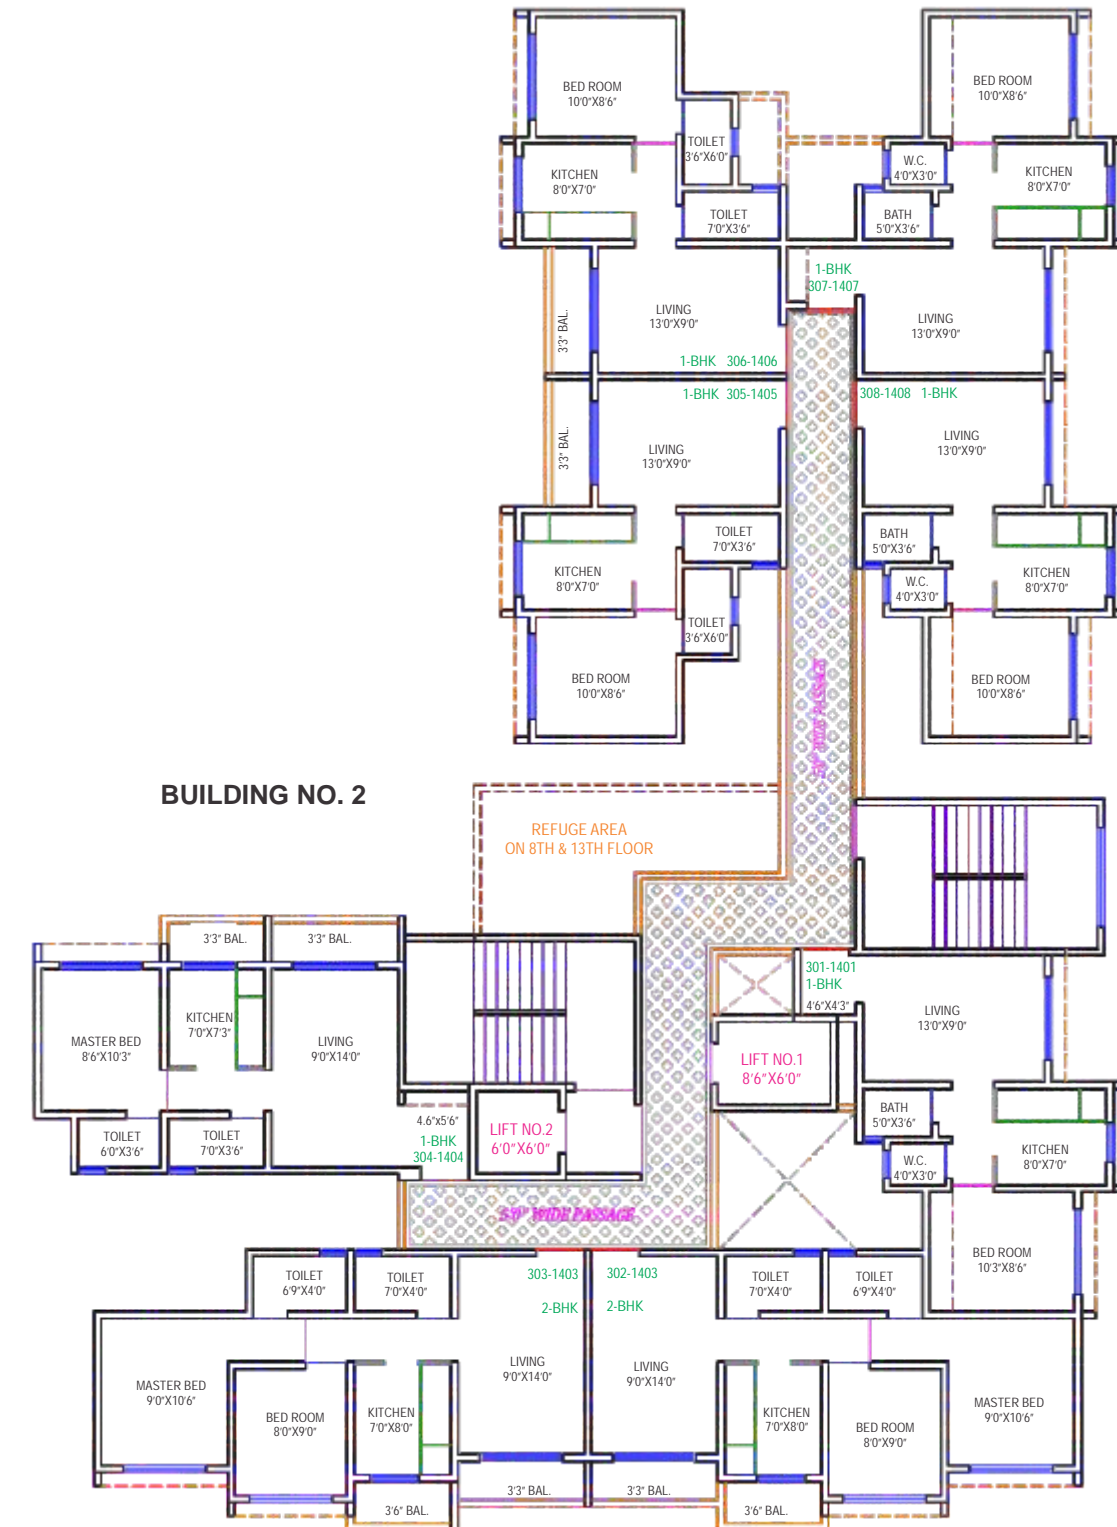 BED ROOM
10'0"X8'6"
BED ROOM
10'0"X8'6"
TOILET
3'6"X6'0"
W.C.
4'0"X3'0"
KITCHEN
8'0"X7'0"
KITCHEN
8'0"X7'0"
TOILET
7'0"X3'6"
BATH
5'0"X3'6"
1-BHK
307-1407
LIVING
13'0"X9'0"
LIVING
13'0"X9'0"
3'3" BAL.
1-BHK 306-1406
1-BHK 305-1405
308-1408 1-BHK
LIVING
13'0"X9'0"
LIVING
13'0"X9'0"
3'3" BAL.
TOILET
7'0"X3'6"
BATH
5'0"X3'6"
KITCHEN
8'0"X7'0"
W.C.
4'0"X3'0"
KITCHEN
8'0"X7'0"
TOILET
3'6"X6'0"
BED ROOM
10'0"X8'6"
BED ROOM
10'0"X8'6"
5'0" WIDE PASSAGE
BUILDING NO. 2
REFUGE AREA
ON 8TH & 13TH FLOOR
3'3" BAL.
3'3" BAL.
301-1401
1-BHK
4'6"X4'3"
LIVING
13'0"X9'0"
KITCHEN
7'0"X7'3"
MASTER BED
8'6"X10'3"
LIVING
9'0"X14'0"
LIFT NO.1
8'6"X6'0"
4.6"x5'6"
1-BHK
304-1404
LIFT NO.2
6'0"X6'0"
TOILET
6'0"X3'6"
TOILET
7'0"X3'6"
BATH
5'0"X3'6"
KITCHEN
8'0"X7'0"
W.C.
4'0"X3'0"
5'0" WIDE PASSAGE
BED ROOM
10'3"X8'6"
TOILET
6'9"X4'0"
TOILET
7'0"X4'0"
303-1403
2-BHK
302-1403
2-BHK
TOILET
7'0"X4'0"
TOILET
6'9"X4'0"
LIVING
9'0"X14'0"
LIVING
9'0"X14'0"
MASTER BED
9'0"X10'6"
BED ROOM
8'0"X9'0"
KITCHEN
7'0"X8'0"
KITCHEN
7'0"X8'0"
BED ROOM
8'0"X9'0"
MASTER BED
9'0"X10'6"
3'3" BAL.
3'3" BAL.
3'6" BAL.
3'6" BAL.